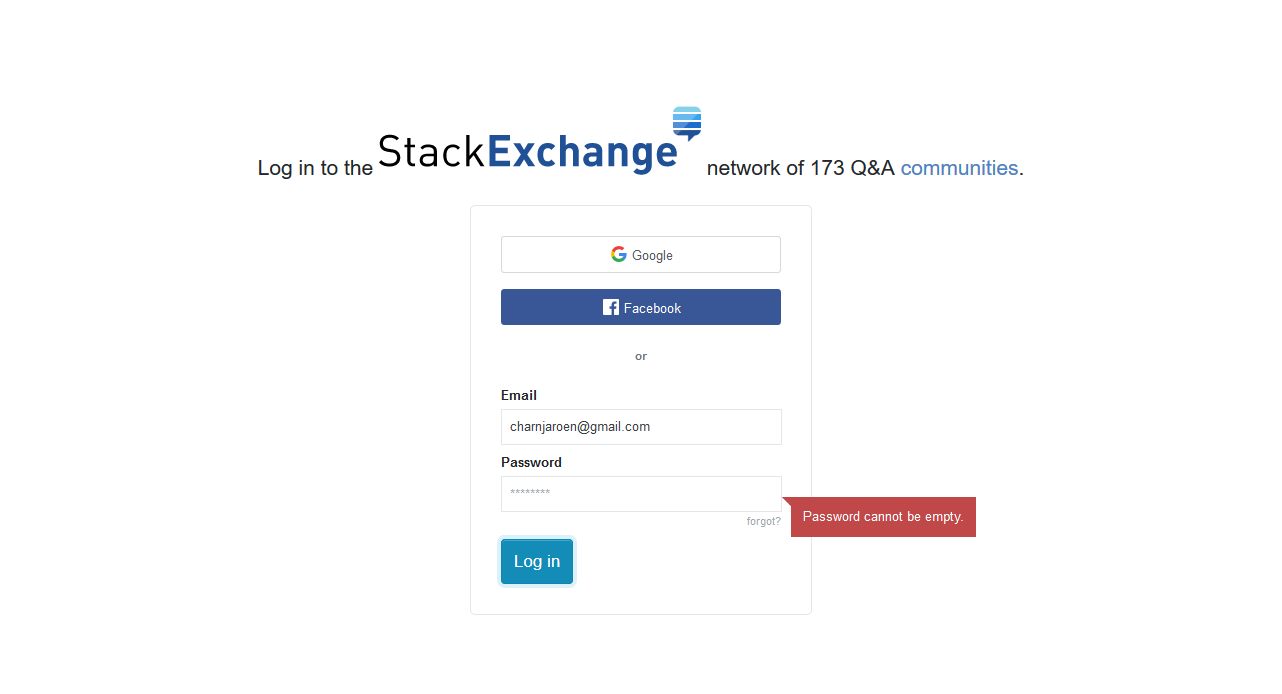 Log in to the StackExchange network of 173 Q&A communities.
Google
Facebook
or
Email
charnjaroen@gmail.com
Password
********
Password cannot be empty.
forgot?
Log in